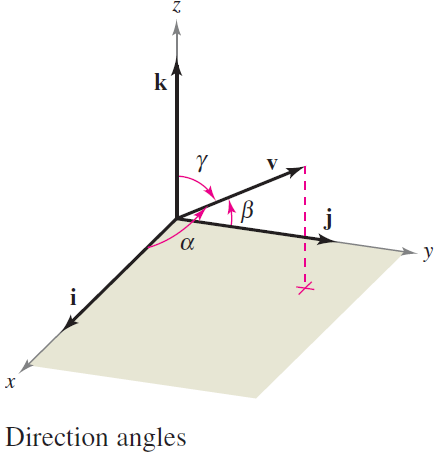 z
k
γ
v
β
j
α
y
i
x
Direction angles